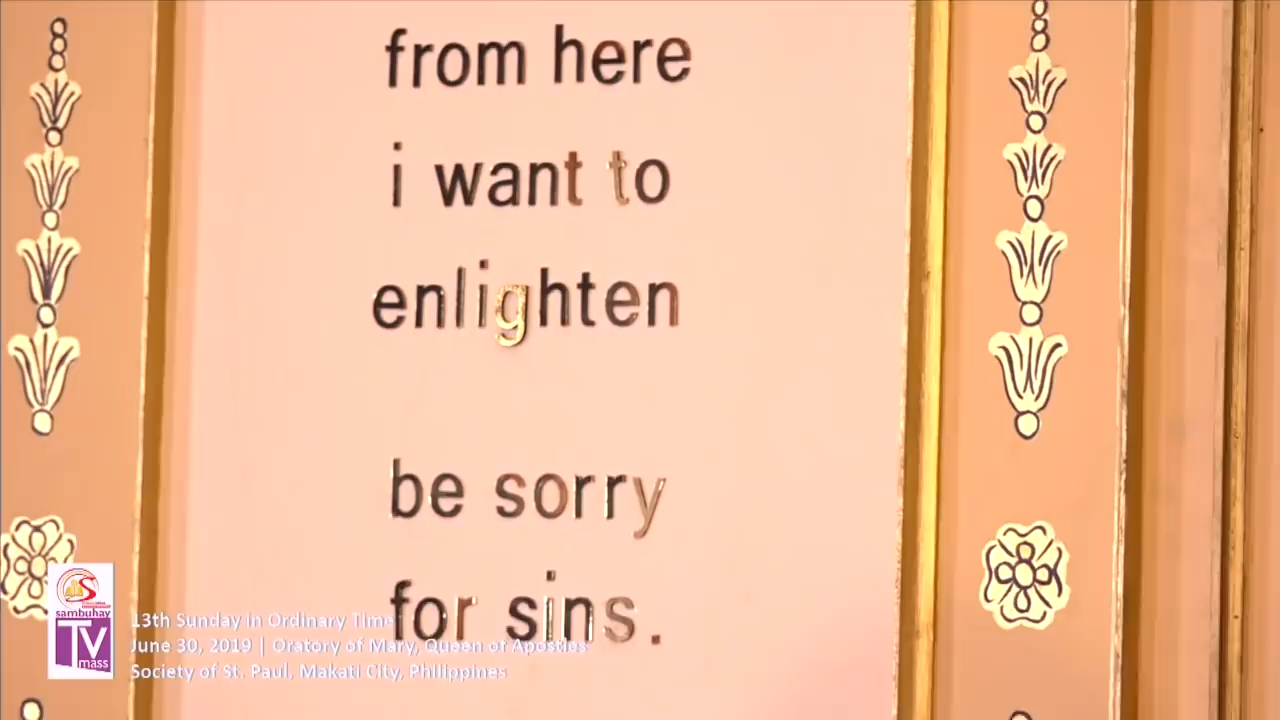 from here
i want to
enlighten
be sorry
for sins.
sambuhay
TV
mass
13th Sunday in Ordinary Time
June 30, 2019 | Oratory of Mary, Queen of Apostles
Society of St. Paul, Makati City, Philippines